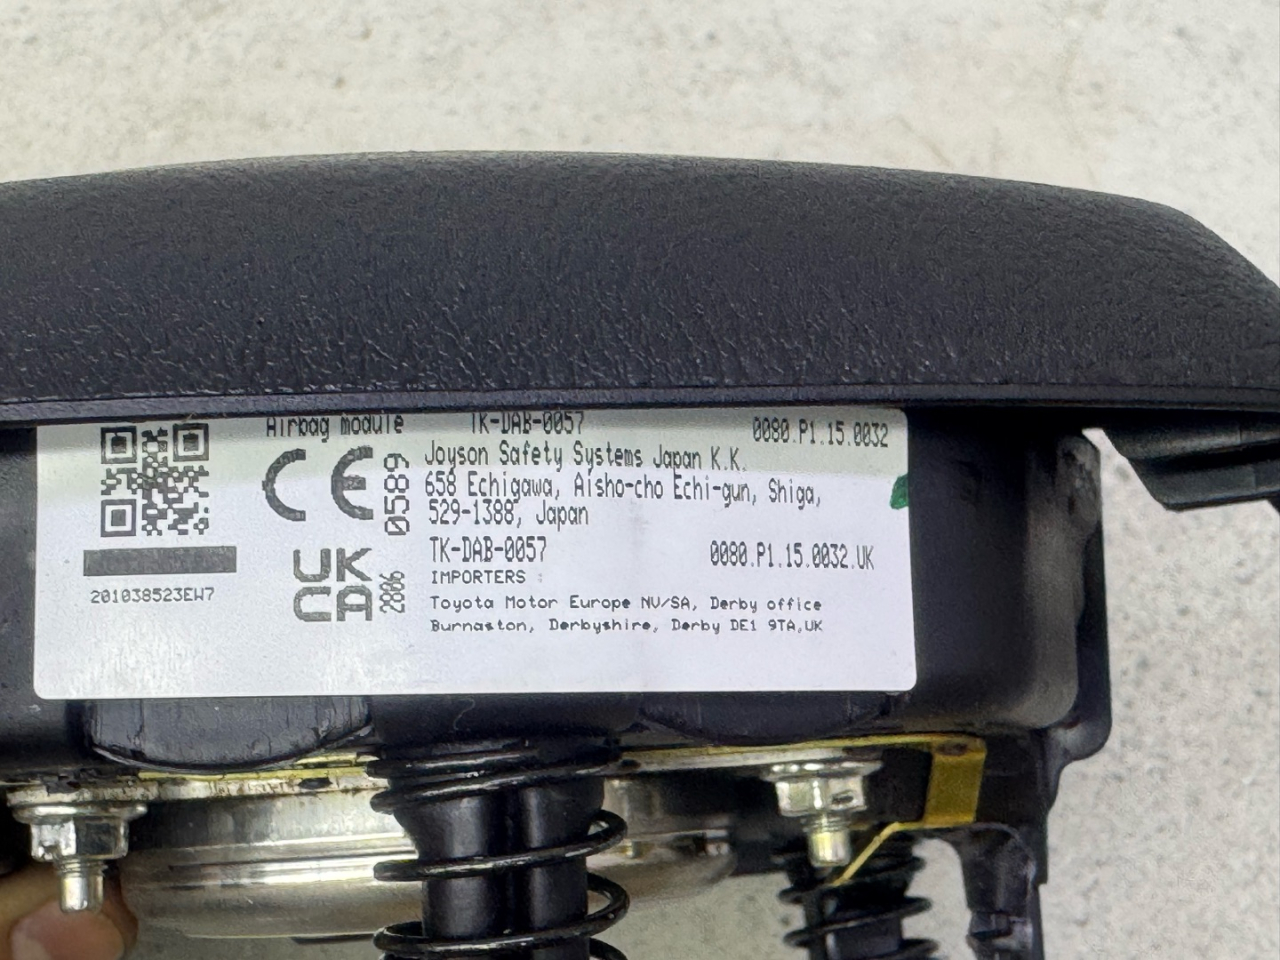 Airbag module TK-DAB-0057 0080.P1.15.0032
CE 0589
Joyson Safety Systems Japan K.K.
658 Echigawa, Aisho-cho Echi-gun, Shiga,
529-1388, Japan
TK-DAB-0057 0080.P1.15.0032.UK
UK
CA 2806
IMPORTERS :
Toyota Motor Europe NV/SA, Derby office
Burnaston, Derbyshire, Derby DE1 9TA,UK
201038523EW7